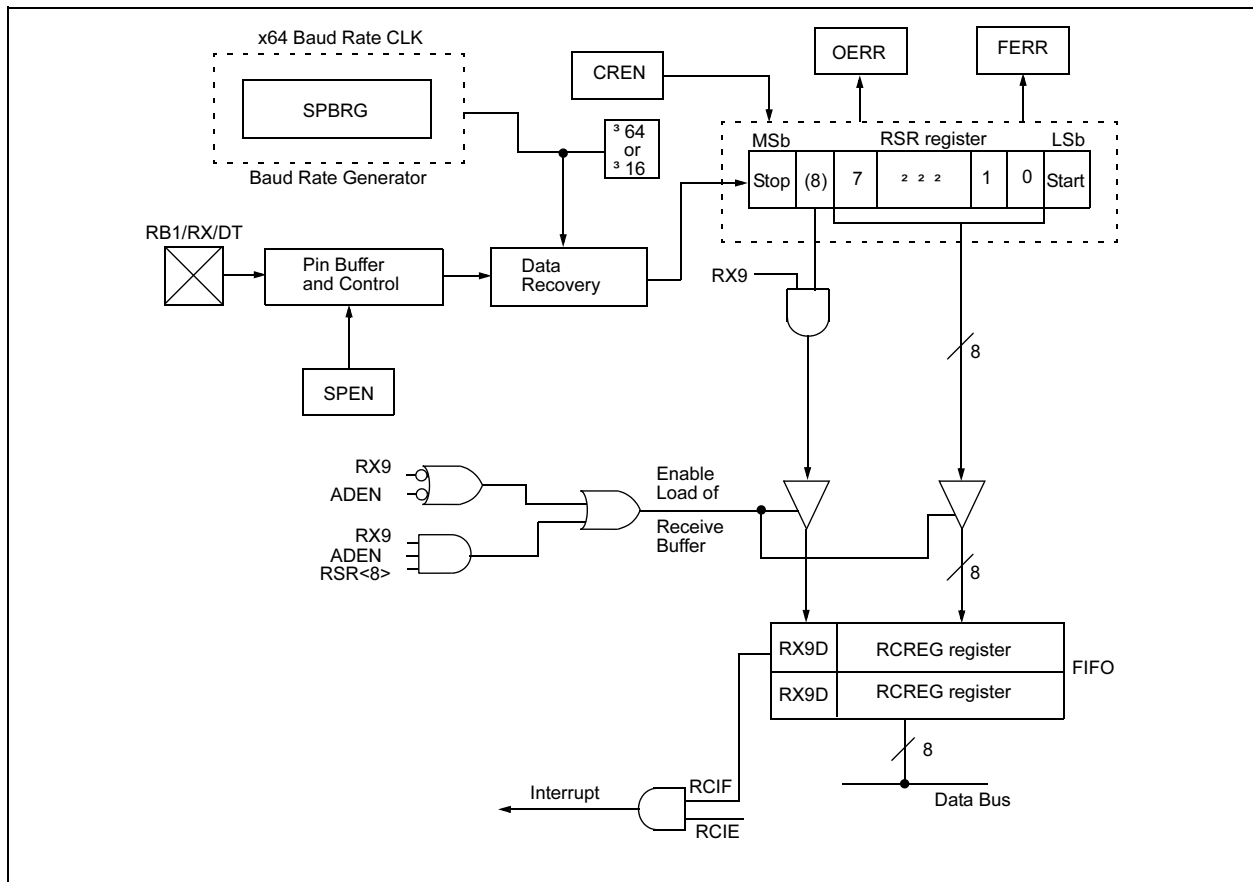 x64 Baud Rate CLK
SPBRG
Baud Rate Generator
CREN
OERR
FERR
³ 64
or
³ 16
MSb
RSR register
LSb
Stop
(8)
7
² ² ²
1
0
Start
RB1/RX/DT
Pin Buffer
and Control
Data
Recovery
SPEN
RX9
8
RX9
ADEN
RX9
ADEN
RSR<8>
Enable
Load of
Receive
Buffer
8
RX9D
RCREG register
RX9D
RCREG register
FIFO
8
Data Bus
Interrupt
RCIF
RCIE